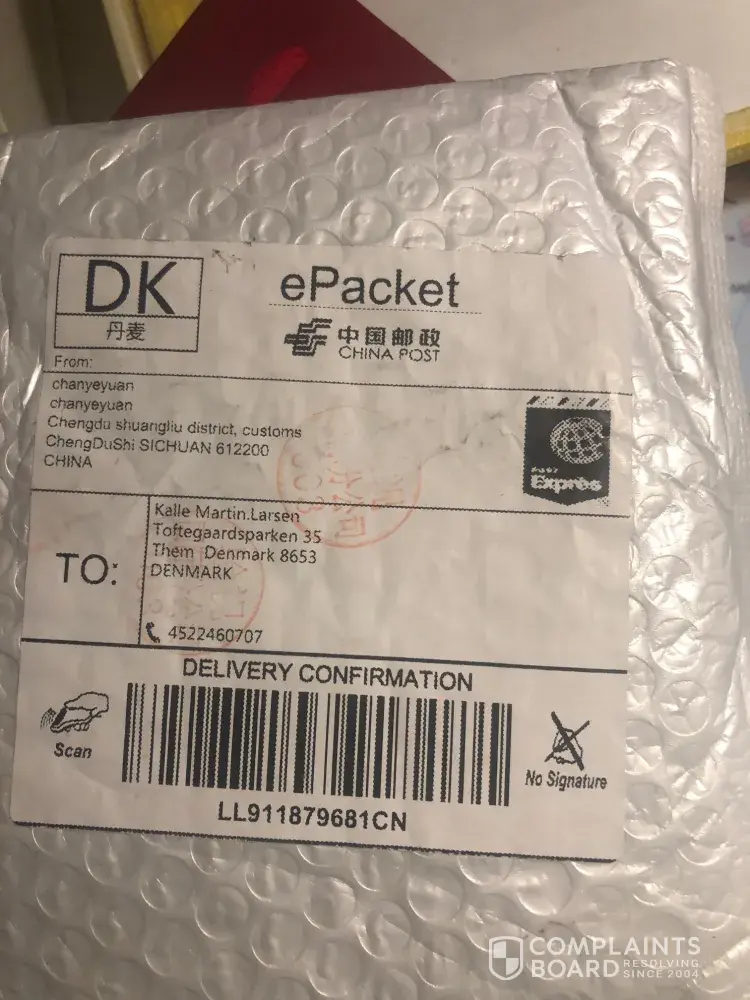 DK
丹麦
ePacket
中国邮政
CHINA POST
From:
chanyeyuan
chanyeyuan
Chengdu shuangliu district, customs
ChengDuShi SICHUAN 612200
CHINA
Exprès
TO:
Kalle Martin.Larsen
Toftegaardsparken 35
Them Denmark 8653
DENMARK
4522460707
DELIVERY CONFIRMATION
Scan
No Signature
LL911879681CN
COMPLAINTS
BOARD RESOLVING
SINCE 2004